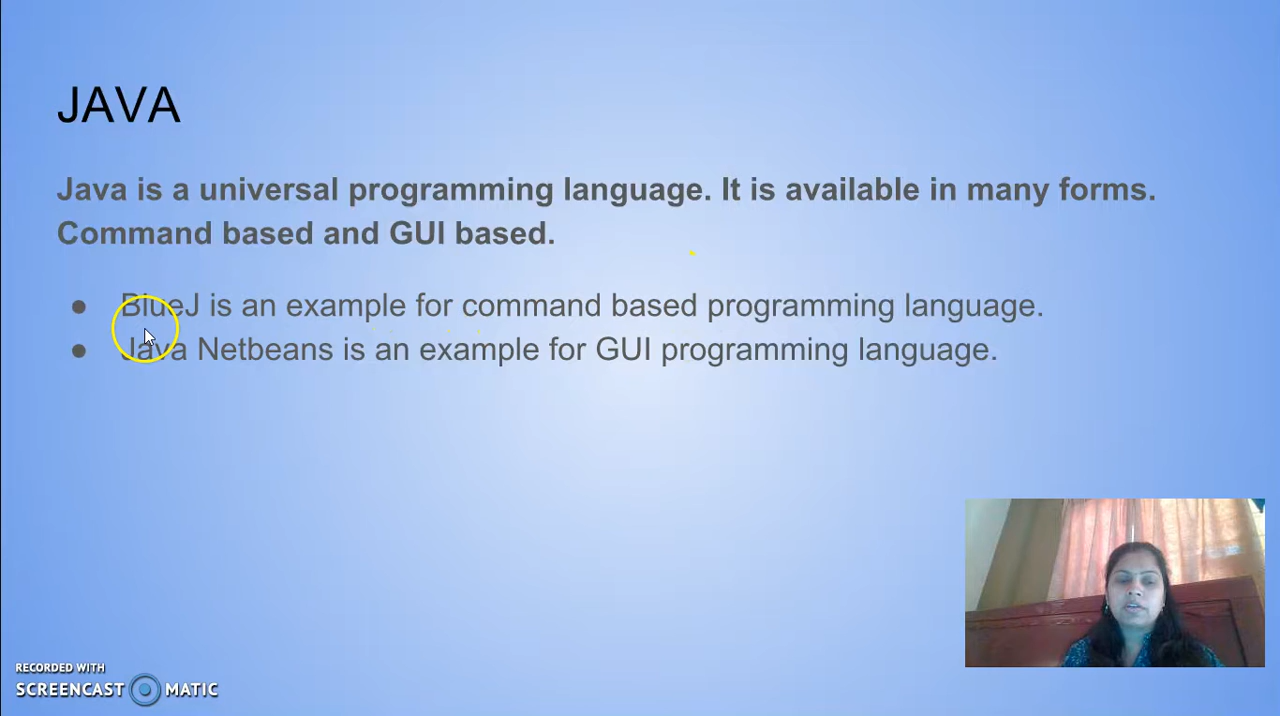 JAVA
Java is a universal programming language. It is available in many forms.
Command based and GUI based.
● BlueJ is an example for command based programming language.
● Java Netbeans is an example for GUI programming language.
RECORDED WITH
SCREENCAST MATIC